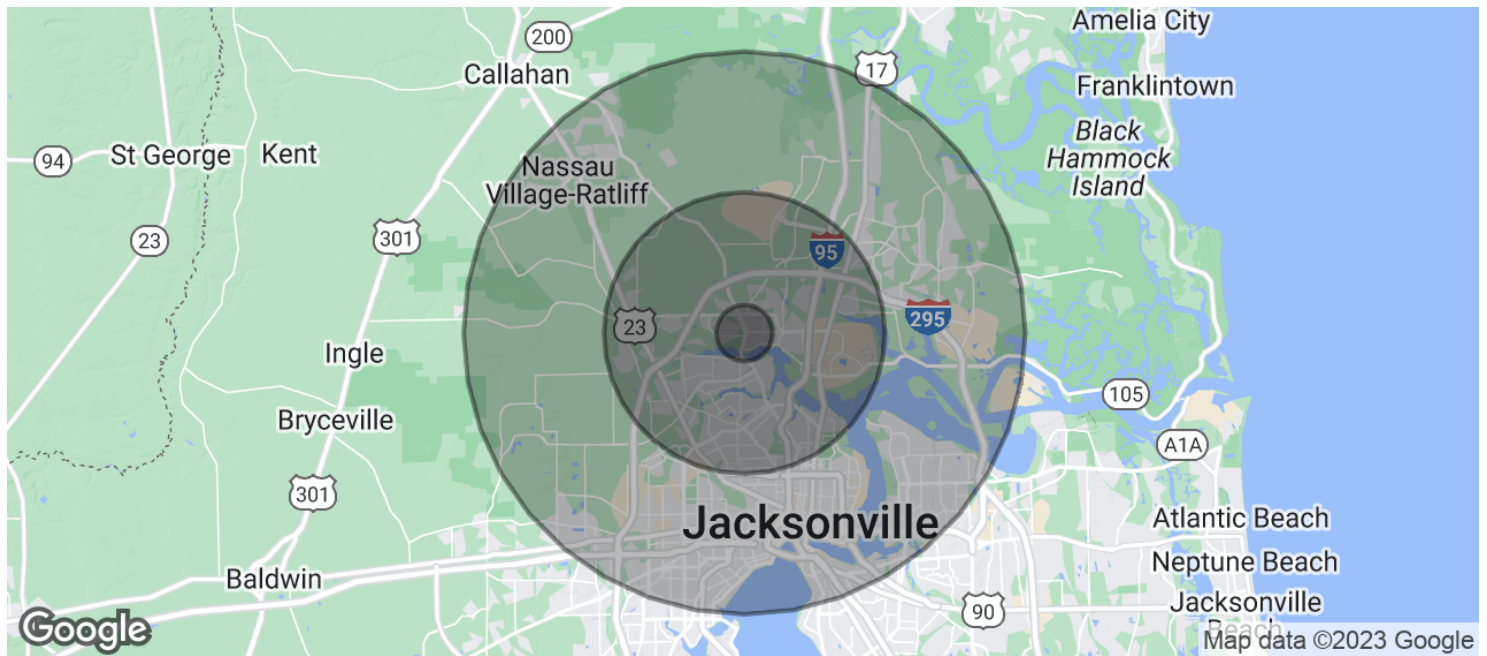 Amelia City
200
Callahan
17
Franklintown
Black
Hammock
Island
94
St George
Kent
Nassau
Village-Ratliff
23
301
95
23
295
Ingle
105
Bryceville
A1A
301
Jacksonville
Atlantic Beach
Neptune Beach
Baldwin
90
Jacksonville
Beach
Google
Map data ©2023 Google